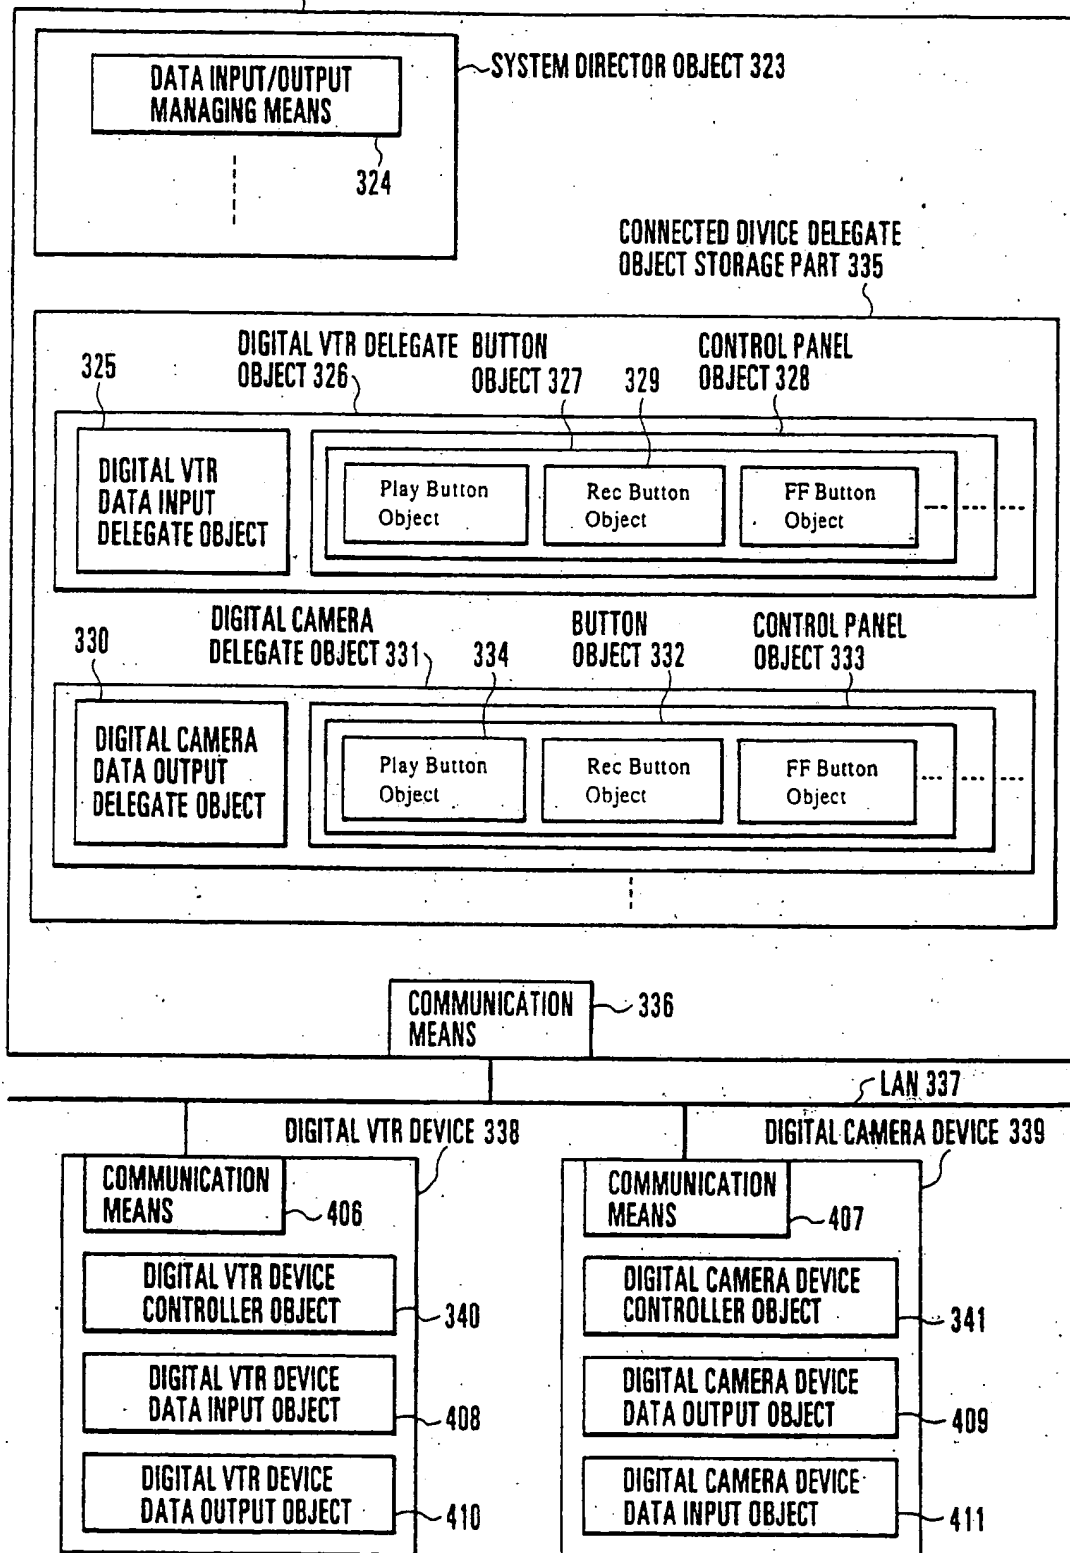 DATA INPUT/OUTPUT
MANAGING MEANS
324
SYSTEM DIRECTOR OBJECT 323
CONNECTED DIVICE DELEGATE
OBJECT STORAGE PART 335
325
DIGITAL VTR DELEGATE
OBJECT 326
BUTTON
OBJECT 327
329
CONTROL PANEL
OBJECT 328
DIGITAL VTR
DATA INPUT
DELEGATE OBJECT
Play Button
Object
Rec Button
Object
FF Button
Object
330
DIGITAL CAMERA
DELEGATE OBJECT 331
334
BUTTON
OBJECT 332
CONTROL PANEL
OBJECT 333
DIGITAL CAMERA
DATA OUTPUT
DELEGATE OBJECT
Play Button
Object
Rec Button
Object
FF Button
Object
COMMUNICATION
MEANS
336
LAN 337
DIGITAL VTR DEVICE 338
COMMUNICATION
MEANS
406
DIGITAL VTR DEVICE
CONTROLLER OBJECT
340
DIGITAL VTR DEVICE
DATA INPUT OBJECT
408
DIGITAL VTR DEVICE
DATA OUTPUT OBJECT
410
DIGITAL CAMERA DEVICE 339
COMMUNICATION
MEANS
407
DIGITAL CAMERA DEVICE
CONTROLLER OBJECT
341
DIGITAL CAMERA DEVICE
DATA OUTPUT OBJECT
409
DIGITAL CAMERA DEVICE
DATA INPUT OBJECT
411